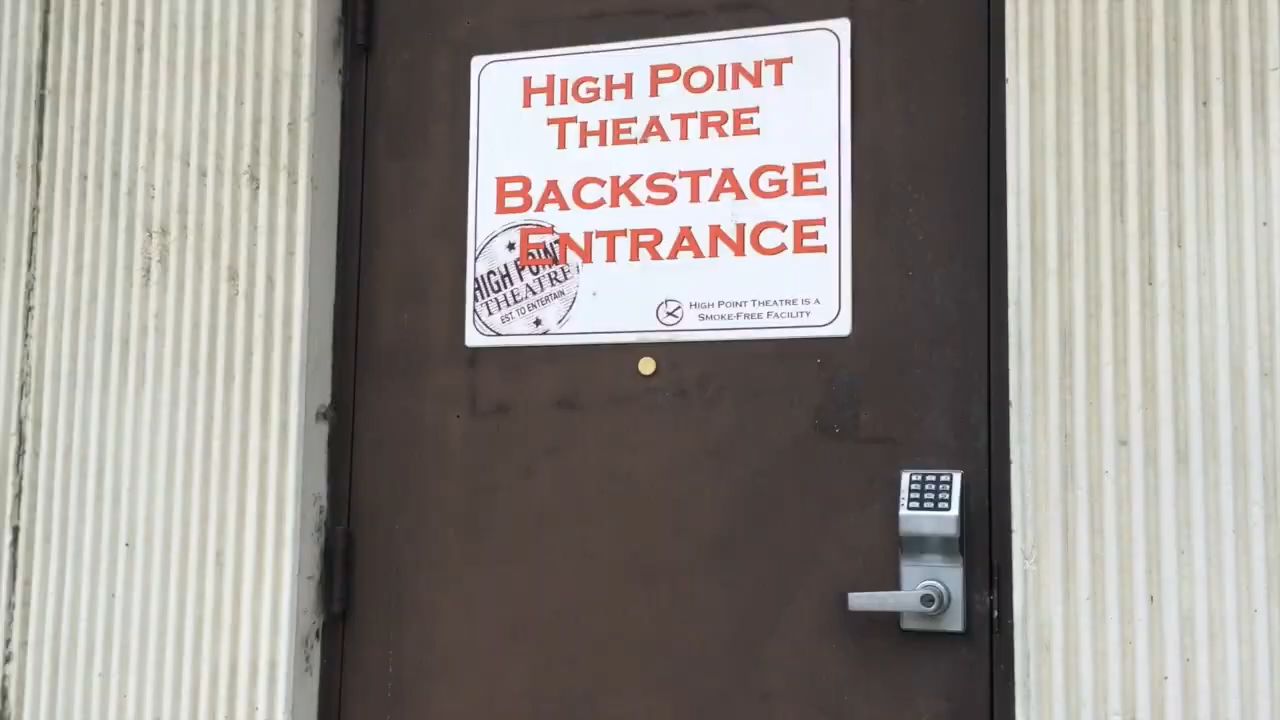 HIGH POINT
THEATRE
BACKSTAGE
ENTRANCE
HIGH POINT
THEATRE
EST. TO ENTERTAIN
HIGH POINT THEATRE IS A
SMOKE-FREE FACILITY